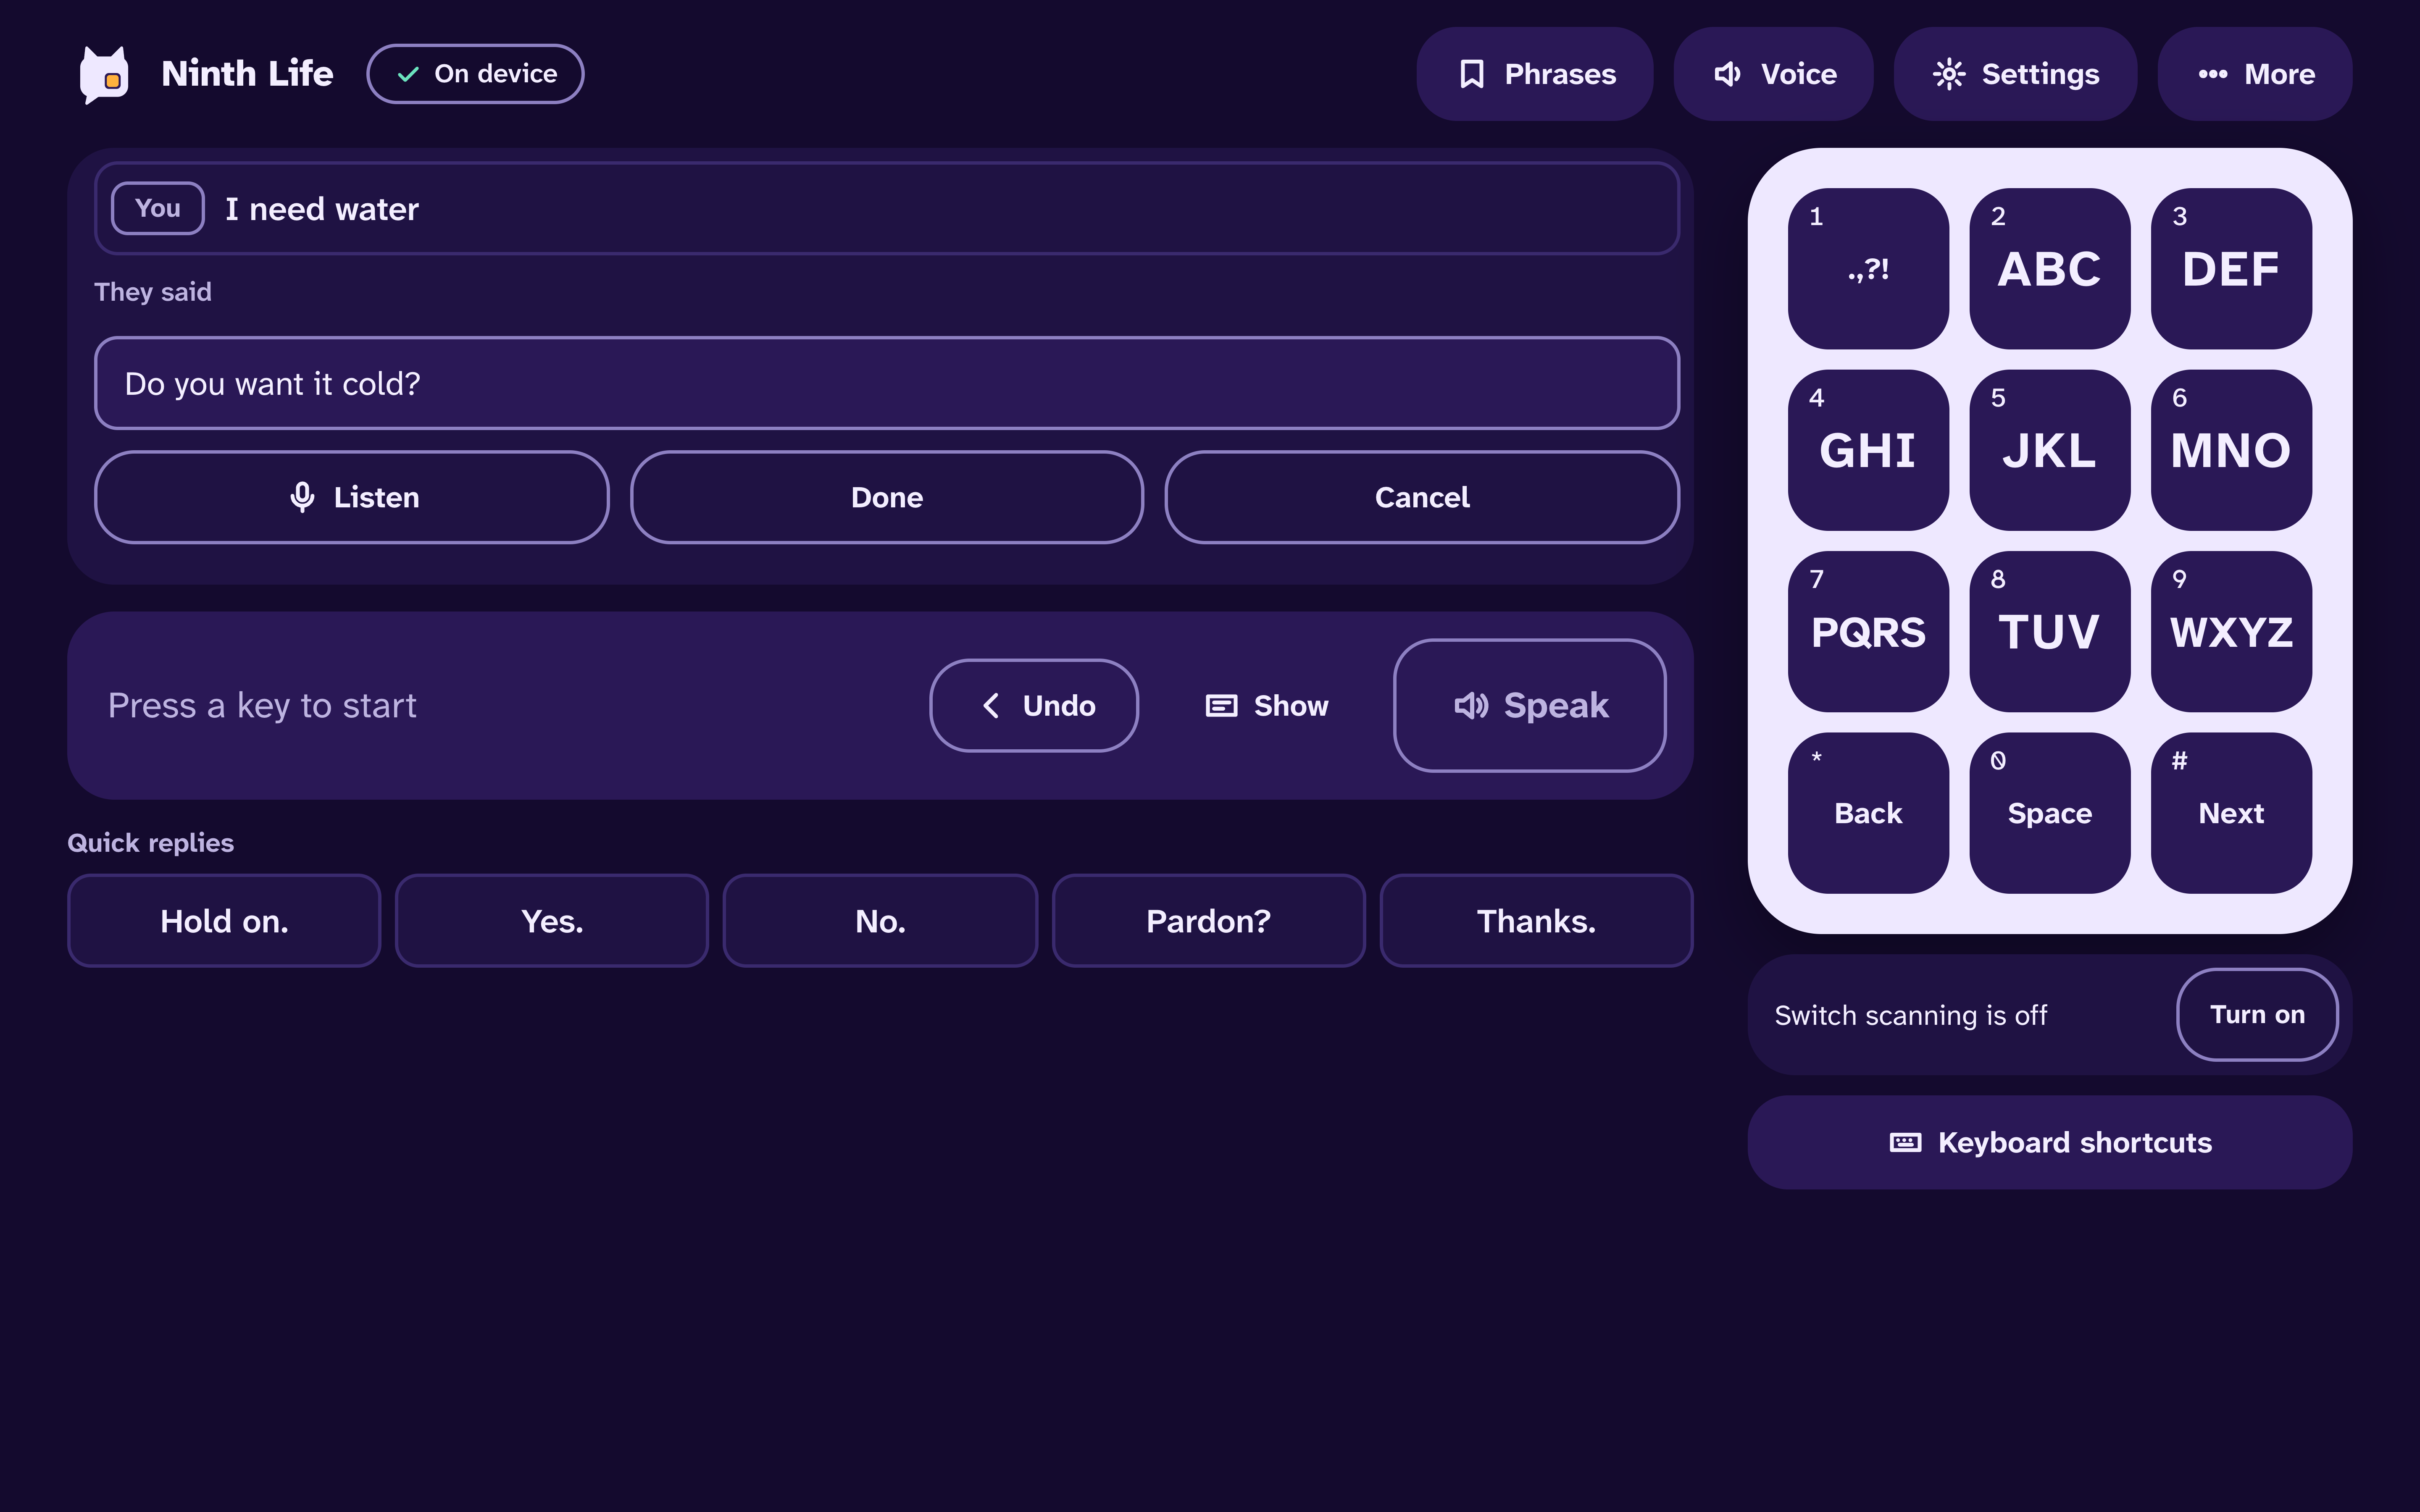 Ninth Life
On device
Phrases
Voice
Settings
More
You
I need water
They said
Do you want it cold?
Listen
Done
Cancel
Press a key to start
Undo
Show
Speak
Quick replies
Hold on.
Yes.
No.
Pardon?
Thanks.
1
.,?!
2
ABC
3
DEF
4
GHI
5
JKL
6
MNO
7
PQRS
8
TUV
9
WXYZ
*
Back
0
Space
#
Next
Switch scanning is off
Turn on
Keyboard shortcuts